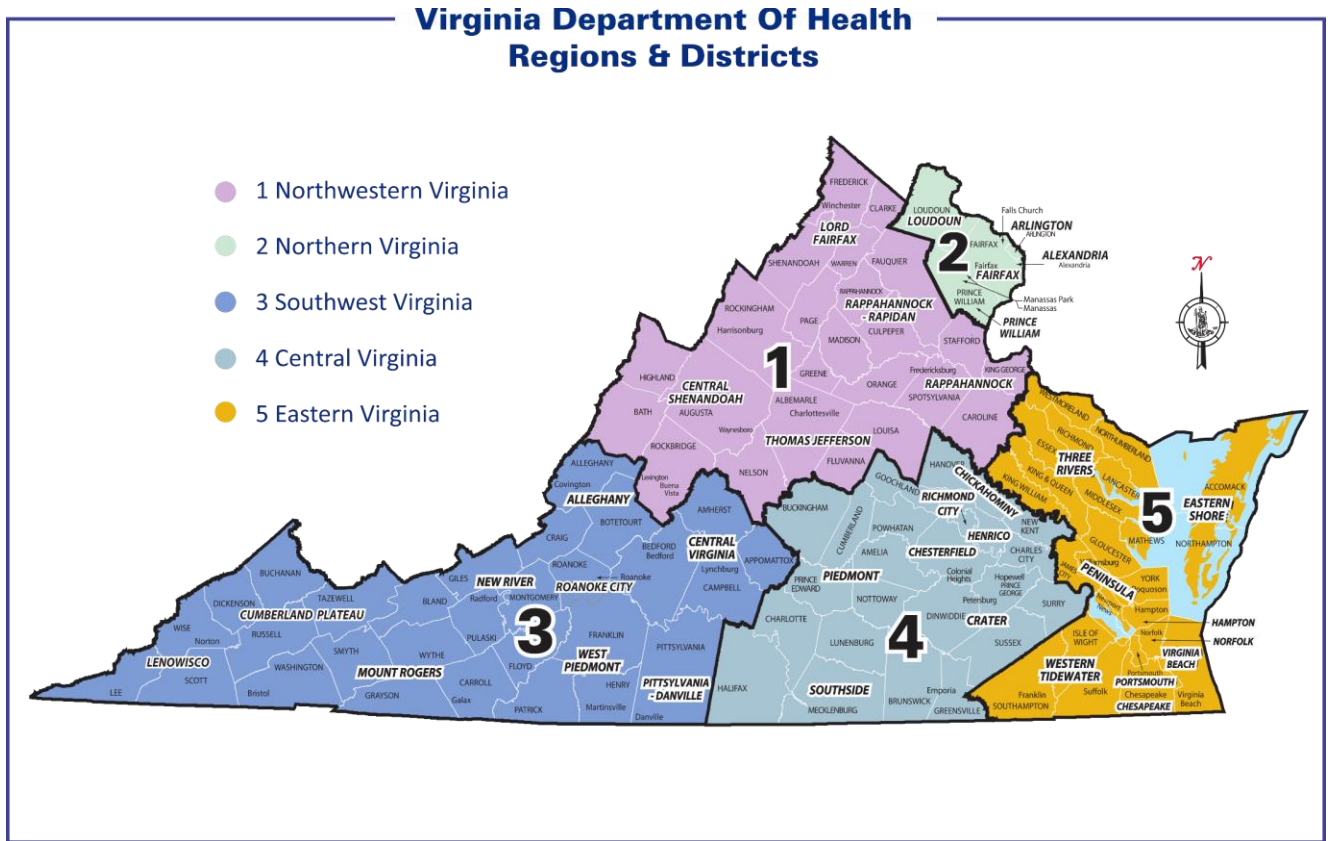 Virginia Department Of Health
Regions & Districts
1 Northwestern Virginia
2 Northern Virginia
3 Southwest Virginia
4 Central Virginia
5 Eastern Virginia
N
FREDERICK
Winchester
CLARKE
LORD
FAIRFAX
SHENANDOAH
WARREN
FAUQUIER
RAPPAHANNOCK
RAPPAHANNOCK
- RAPIDAN
CULPEPER
ROCKINGHAM
Harrisonburg
PAGE
MADISON
STAFFORD
1
GREENE
HIGHLAND
CENTRAL
SHENANDOAH
ORANGE
Fredericksburg
KING GEORGE
RAPPAHANNOCK
SPOTSYLVANIA
BATH
AUGUSTA
ALBEMARLE
Charlottesville
CAROLINE
Waynesboro
LOUISA
THOMAS JEFFERSON
ROCKBRIDGE
FLUVANNA
NELSON
Lexington
Buena
Vista
LOUDOUN
LOUDOUN
Falls Church
ARLINGTON
ARLINGTON
2
FAIRFAX
ALEXANDRIA
Alexandria
Fairfax
FAIRFAX
PRINCE
WILLIAM
Manassas Park
Manassas
PRINCE
WILLIAM
ALLEGHANY
Covington
ALLEGHANY
BOTETOURT
AMHERST
CRAIG
BEDFORD
Bedford
CENTRAL
VIRGINIA
APPOMATTOX
Lynchburg
CAMPBELL
ROANOKE
Roanoke
ROANOKE CITY
GILES
NEW RIVER
Radford
MONTGOMERY
BUCHANAN
DICKENSON
TAZEWELL
BLAND
CUMBERLAND PLATEAU
WISE
Norton
RUSSELL
PULASKI
3
FRANKLIN
PITTSYLVANIA
SMYTH
WYTHE
LENOWISCO
SCOTT
WASHINGTON
MOUNT ROGERS
FLOYD
WEST
PIEDMONT
LEE
Bristol
GRAYSON
CARROLL
Galax
HENRY
PATRICK
Martinsville
PITTSYLVANIA
- DANVILLE
Danville
HANOVER
GOOCHLAND
CHICKAHOMINY
BUCKINGHAM
CUMBERLAND
RICHMOND
CITY
POWHATAN
HENRICO
NEW
KENT
AMELIA
CHESTERFIELD
CHARLES
CITY
PRINCE
EDWARD
PIEDMONT
Colonial
Heights
Hopewell
PRINCE
GEORGE
NOTTOWAY
Petersburg
SURRY
CHARLOTTE
DINWIDDIE
CRATER
LUNENBURG
4
SUSSEX
HALIFAX
SOUTHSIDE
MECKLENBURG
BRUNSWICK
Emporia
GREENSVILLE
WESTMORELAND
RICHMOND
NORTHUMBERLAND
ESSEX
THREE
RIVERS
KING & QUEEN
LANCASTER
KING WILLIAM
MIDDLESEX
5
EASTERN
SHORE
ACCOMACK
MATHEWS
NORTHAMPTON
GLOUCESTER
JAMES
CITY
PENINSULA
YORK
Newport
News
Hampton
HAMPTON
Norfolk
NORFOLK
ISLE OF
WIGHT
VIRGINIA
BEACH
WESTERN
TIDEWATER
Portsmouth
PORTSMOUTH
Franklin
SOUTHAMPTON
Suffolk
Chesapeake
CHESAPEAKE
Virginia
Beach